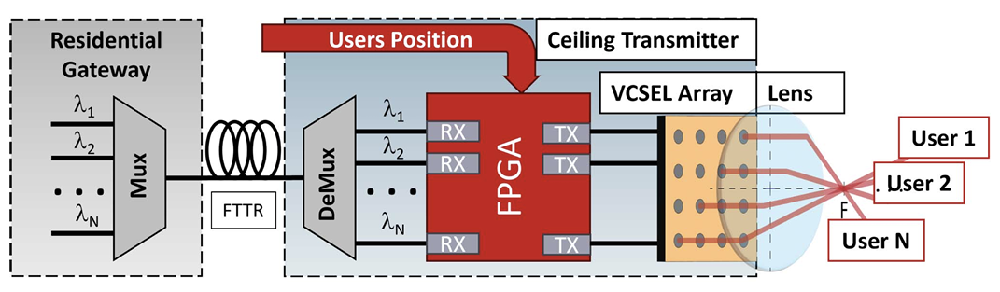 Residential
Gateway
λ1
λ2
...
λN
Mux
FTTR
Users Position
Ceiling Transmitter
DeMux
λ1
λ2
...
λN
RX
RX
RX
FPGA
TX
TX
TX
VCSEL Array
Lens
F
User 1
User 2
User N